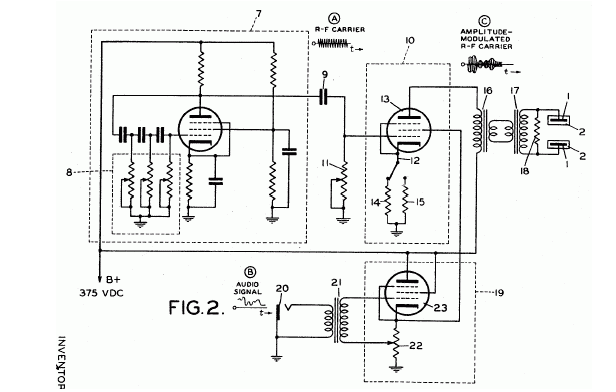 7
A
R-F CARRIER
t
C
AMPLITUDE-
MODULATED
R-F CARRIER
t
10
9
13
16
17
1
2
2
1
18
8
11
12
14
15
B+
375 VDC
B
AUDIO
SIGNAL
t
20
21
19
23
22
FIG.2.
INVENTOR